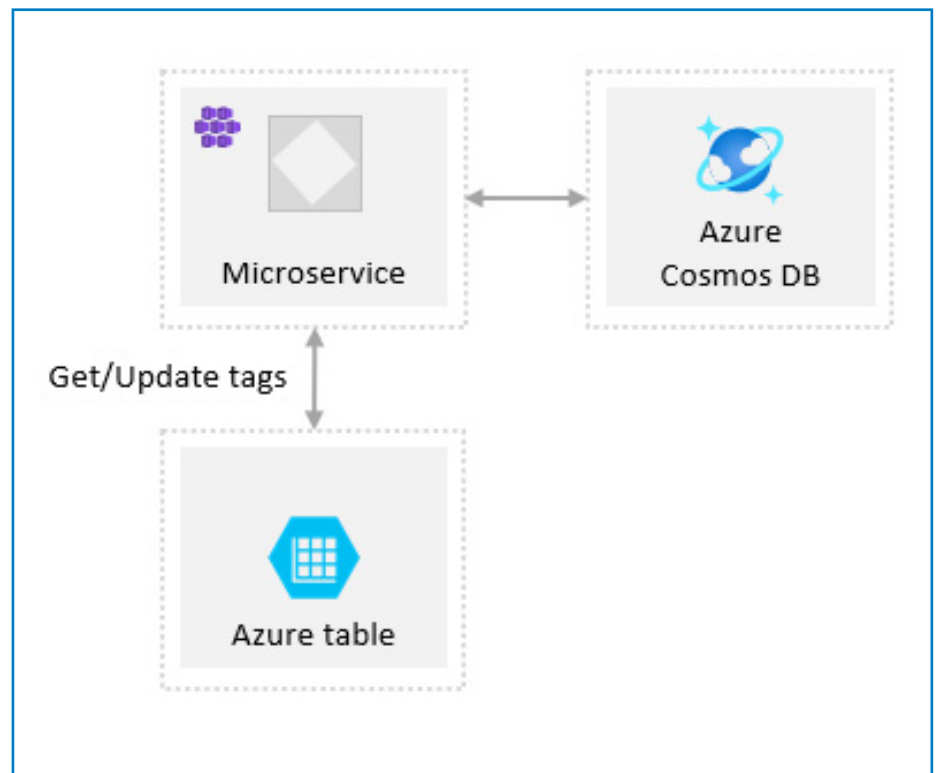 Microservice
Azure
Cosmos DB
Get/Update tags
Azure table